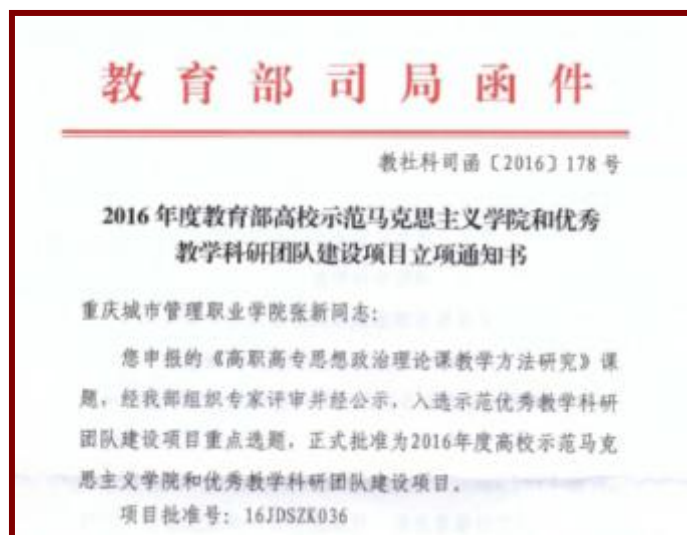 教育部司局函件
教社科司函〔2016〕178号
2016年度教育部高校示范马克思主义学院和优秀
教学科研团队建设项目立项通知书
重庆城市管理职业学院张新同志：
您申报的《高职高专思想政治理论课教学方法研究》课
题，经我部组织专家评审并经公示，入选示范优秀教学科研
团队建设项目重点选题，正式批准为2016年度高校示范马克
思主义学院和优秀教学科研团队建设项目。
项目批准号：16JDSZK036